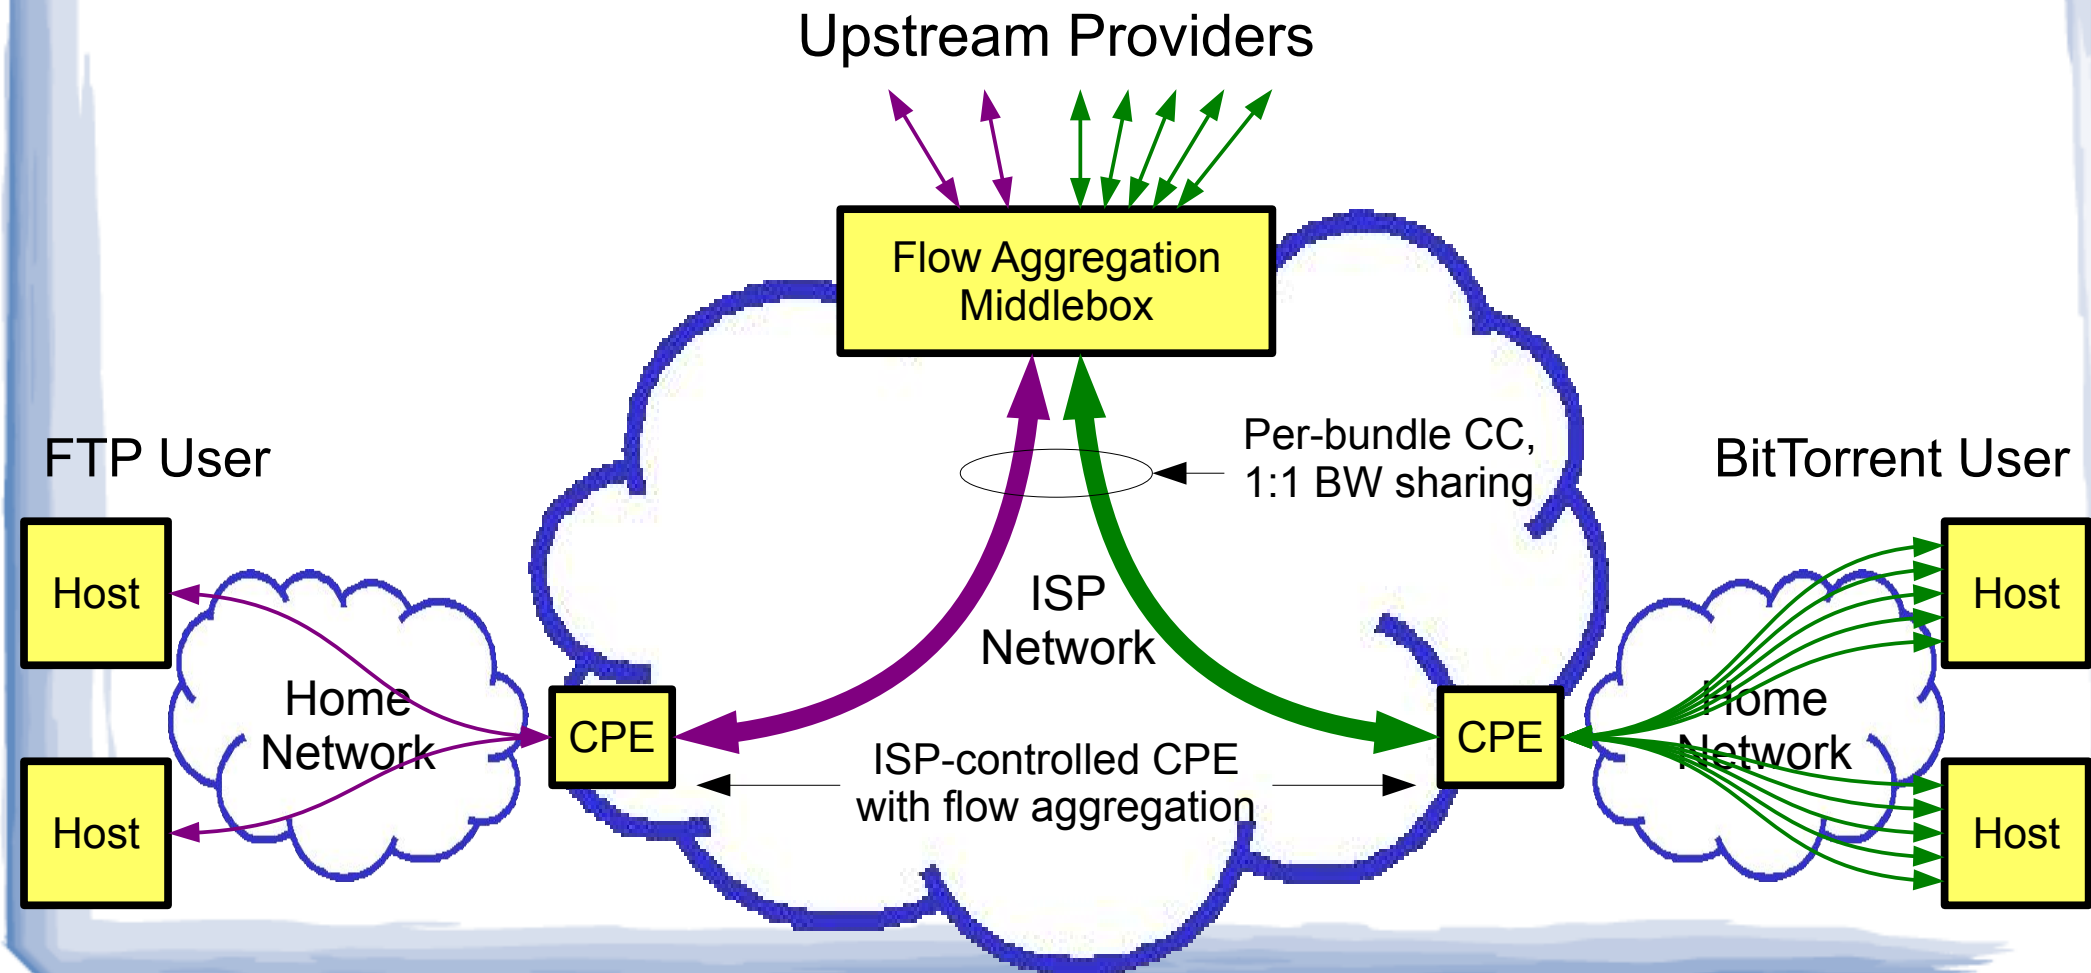 Upstream Providers
Flow Aggregation
Middlebox
Per-bundle CC,
1:1 BW sharing
FTP User
BitTorrent User
Host
Host
ISP
Network
Home
Network
CPE
CPE
Home
Network
ISP-controlled CPE
with flow aggregation
Host
Host